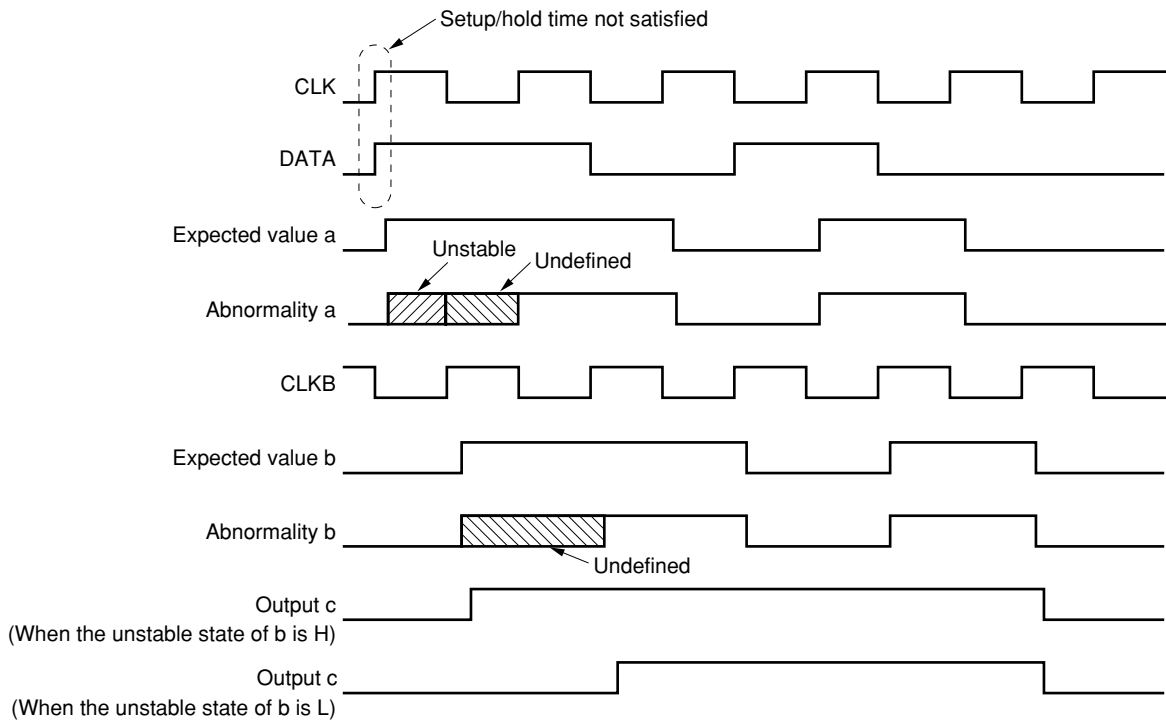 Setup/hold time not satisfied
CLK
DATA
Expected value a
Unstable
Undefined
Abnormality a
CLKB
Expected value b
Abnormality b
Undefined
Output c
(When the unstable state of b is H)
Output c
(When the unstable state of b is L)